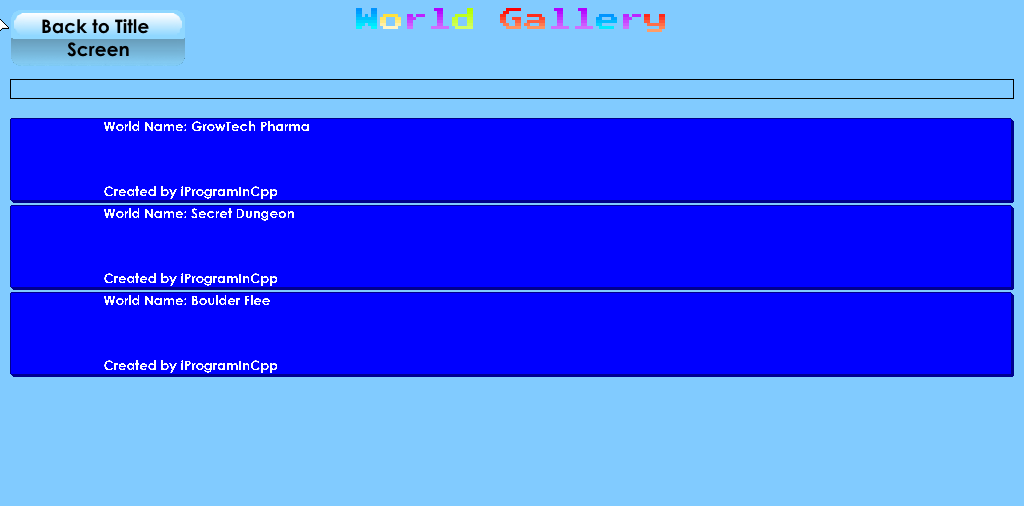 Back to Title
Screen
World Gallery
World Name: GrowTech Pharma
Created by iProgramInCpp
World Name: Secret Dungeon
Created by iProgramInCpp
World Name: Boulder Flee
Created by iProgramInCpp